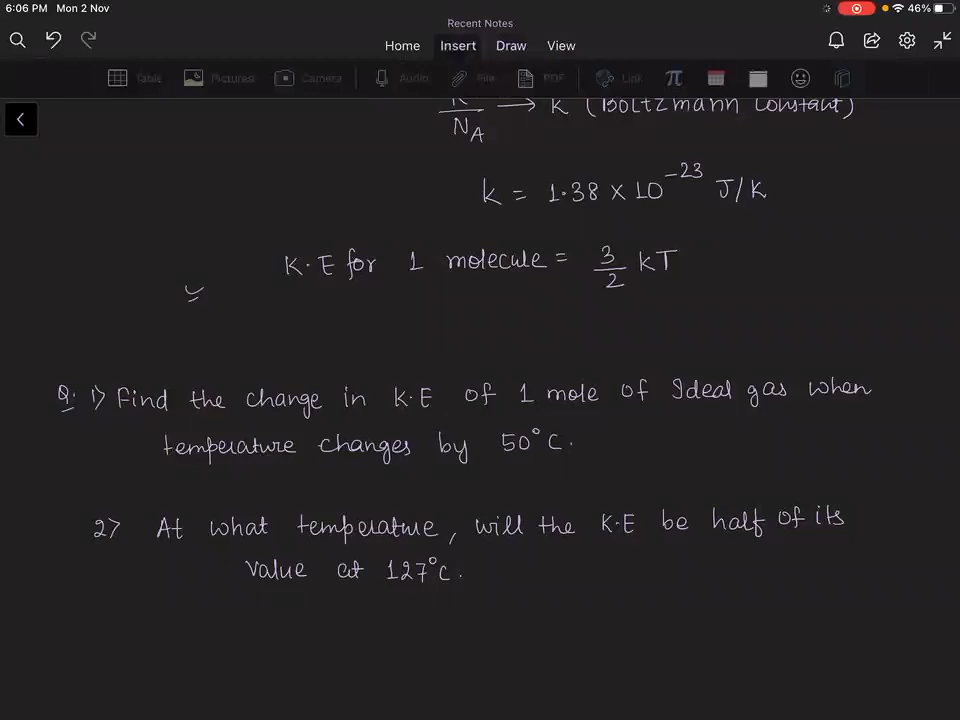 6:06 PM Mon 2 Nov
46%
Recent Notes
Home Insert Draw View
Table Pictures Camera Audio File PDF Link
R/N_A → k (Boltzmann Constant)
k = 1.38 × 10⁻²³ J/K
K.E for 1 molecule = 3/2 kT
Q. 1> Find the change in K.E of 1 mole of Ideal gas when
temperature changes by 50°C.
2> At what temperature, will the K.E be half of its
value at 127°C.